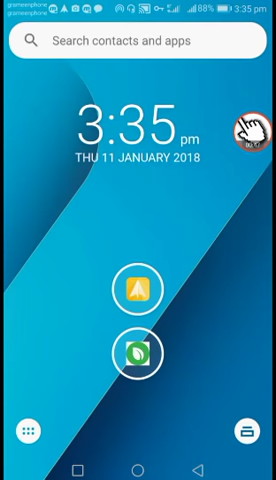 grameenphone
grameenphone
88% 3:35 pm
Search contacts and apps
3:35 pm
THU 11 JANUARY 2018